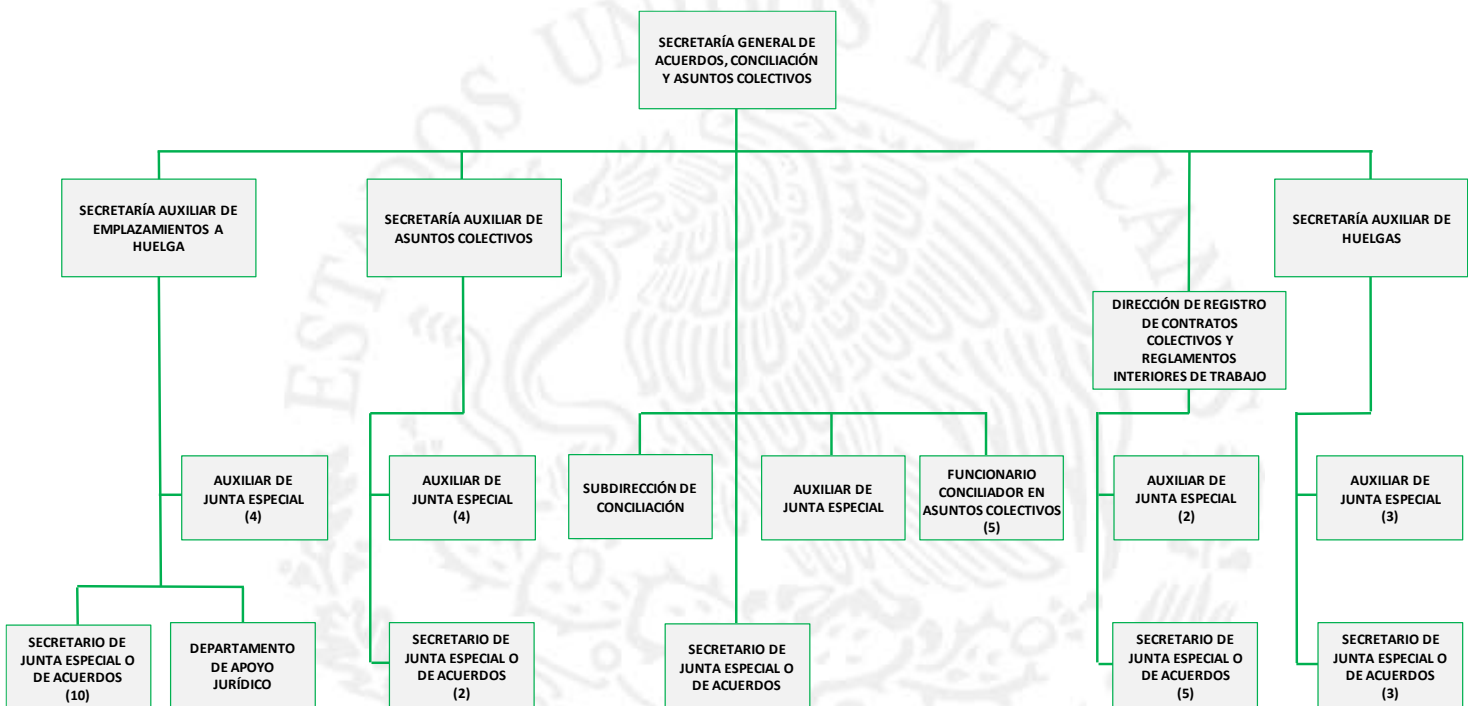 ESTADOS UNIDOS MEXICANOS
SECRETARÍA GENERAL DE
ACUERDOS, CONCILIACIÓN
Y ASUNTOS COLECTIVOS
SECRETARÍA AUXILIAR DE
EMPLAZAMIENTOS A
HUELGA
SECRETARÍA AUXILIAR DE
ASUNTOS COLECTIVOS
SECRETARÍA AUXILIAR DE
HUELGAS
DIRECCIÓN DE REGISTRO
DE CONTRATOS
COLECTIVOS Y
REGLAMENTOS
INTERIORES DE TRABAJO
AUXILIAR DE
JUNTA ESPECIAL
(4)
AUXILIAR DE
JUNTA ESPECIAL
(4)
SUBDIRECCIÓN DE
CONCILIACIÓN
AUXILIAR DE
JUNTA ESPECIAL
FUNCIONARIO
CONCILIADOR EN
ASUNTOS COLECTIVOS
(5)
AUXILIAR DE
JUNTA ESPECIAL
(2)
AUXILIAR DE
JUNTA ESPECIAL
(3)
SECRETARIO DE
JUNTA ESPECIAL O
DE ACUERDOS
(10)
DEPARTAMENTO
DE APOYO
JURÍDICO
SECRETARIO DE
JUNTA ESPECIAL O
DE ACUERDOS
(2)
SECRETARIO DE
JUNTA ESPECIAL O
DE ACUERDOS
SECRETARIO DE
JUNTA ESPECIAL O
DE ACUERDOS
(5)
SECRETARIO DE
JUNTA ESPECIAL O
DE ACUERDOS
(3)